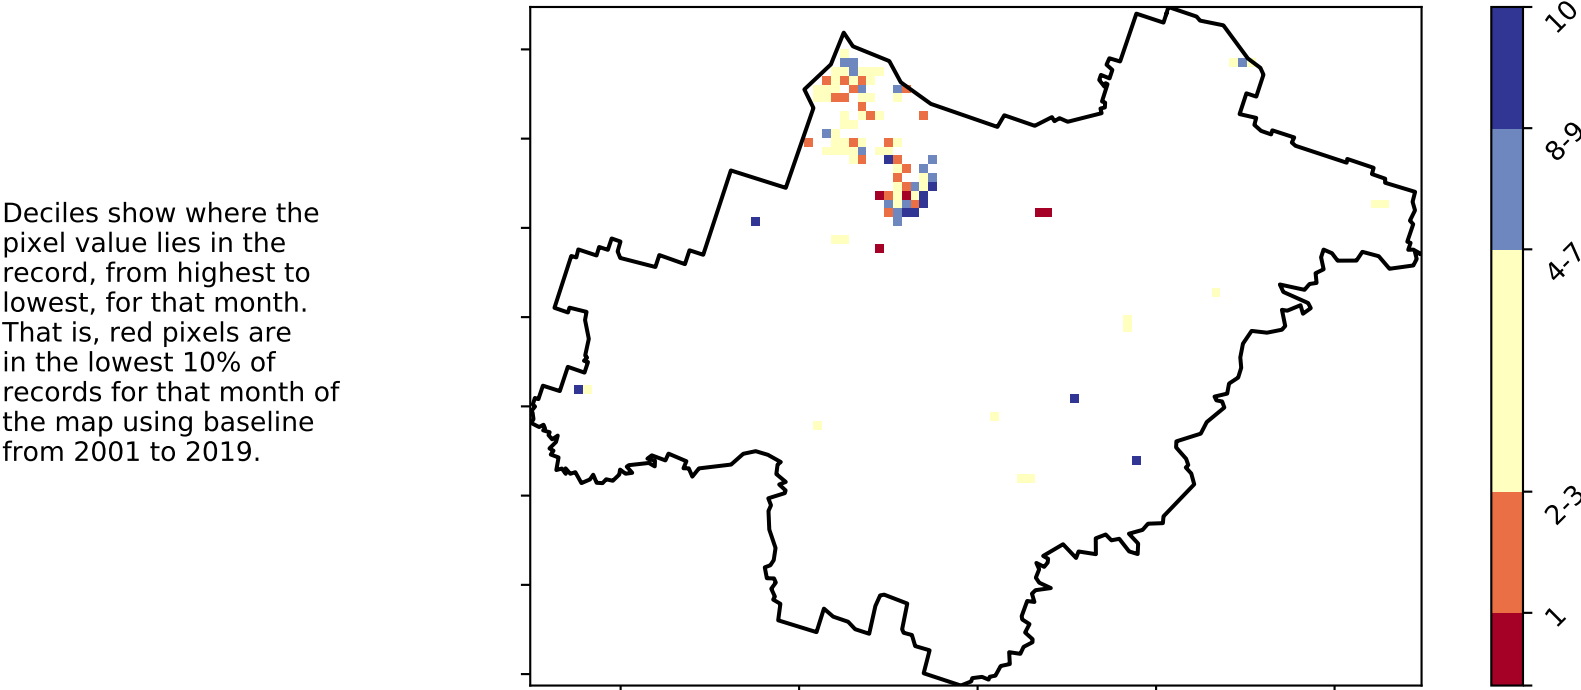 Deciles show where the
pixel value lies in the
record, from highest to
lowest, for that month.
That is, red pixels are
in the lowest 10% of
records for that month of
the map using baseline
from 2001 to 2019.
10
8-9
4-7
2-3
1